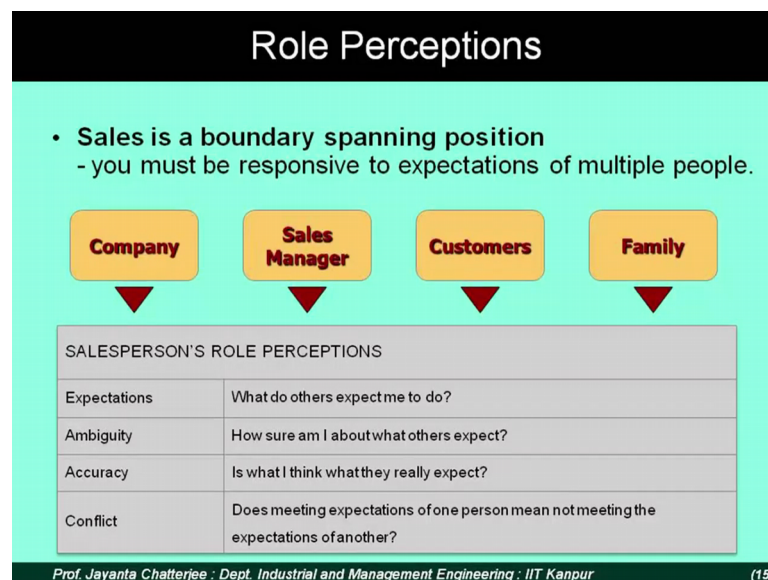 Role Perceptions
• Sales is a boundary spanning position
- you must be responsive to expectations of multiple people.
Company
Sales
Manager
Customers
Family
SALESPERSON'S ROLE PERCEPTIONS
Expectations What do others expect me to do?
Ambiguity How sure am I about what others expect?
Accuracy Is what I think what they really expect?
Conflict Does meeting expectations of one person mean not meeting the
expectations of another?
Prof. Jayanta Chatterjee : Dept. Industrial and Management Engineering : IIT Kanpur (15